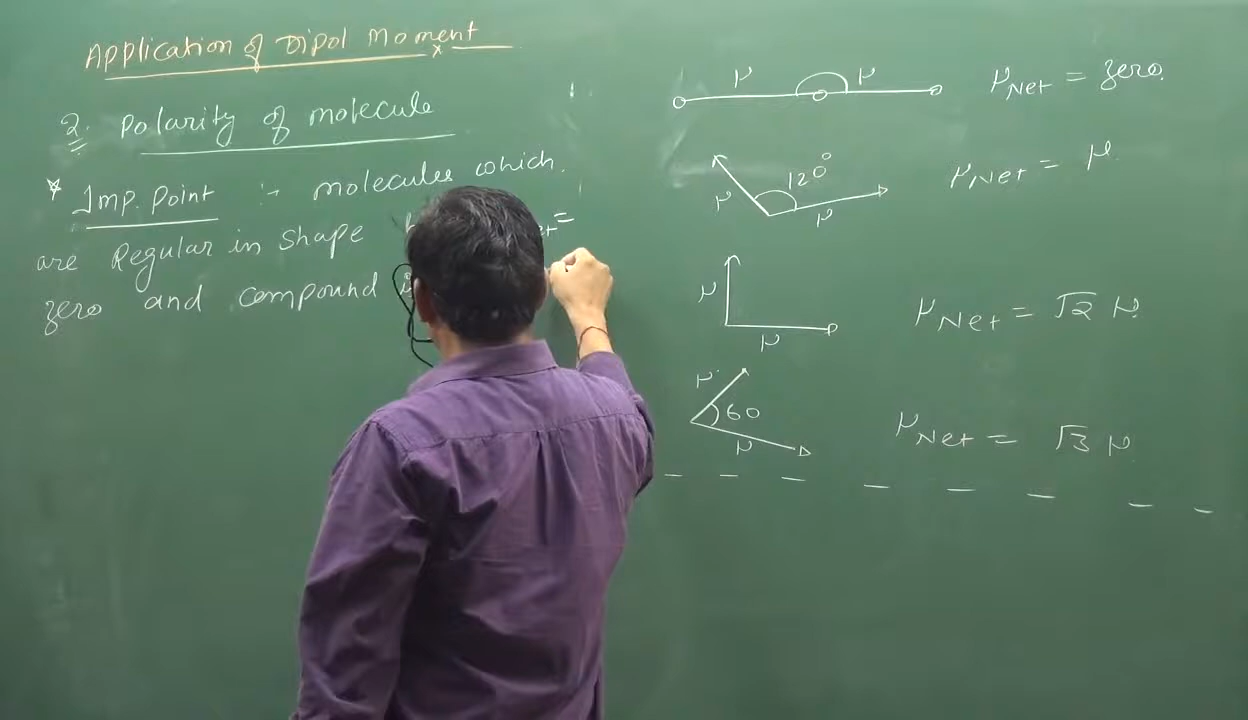 Application of Dipol Moment
2. Polarity of molecule
Imp. Point :- molecules which
are Regular in shape
zero and compound
μ μ μNet = zero
μ 120° μ μNet = μ
μ μ μNet = √2 μ
μ 60 μ μNet = √3 μ